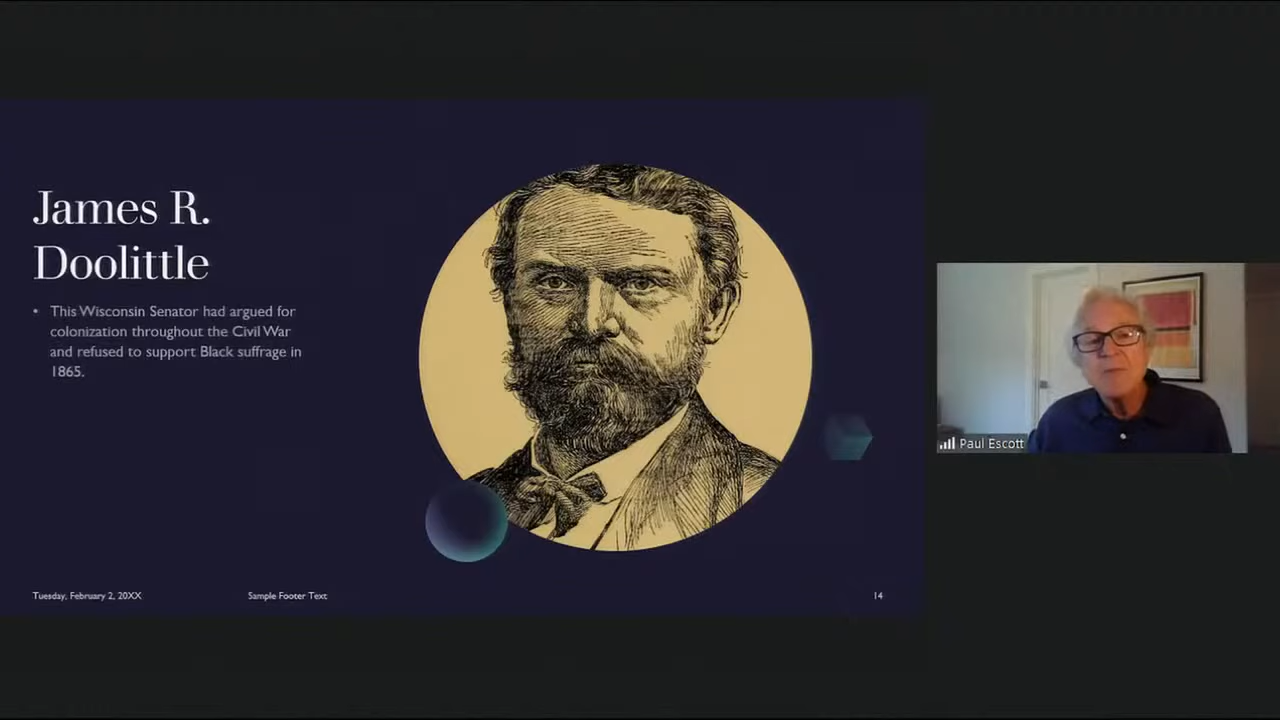 James R.
Doolittle
• This Wisconsin Senator had argued for
colonization throughout the Civil War
and refused to support Black suffrage in
1865.
Tuesday, February 2, 20XX
Sample Footer Text
14
Paul Escott